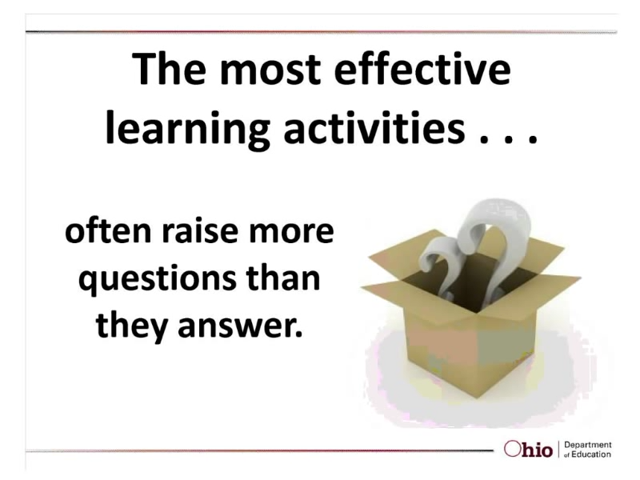 The most effective
learning activities . . .
often raise more
questions than
they answer.
Ohio Department
of Education